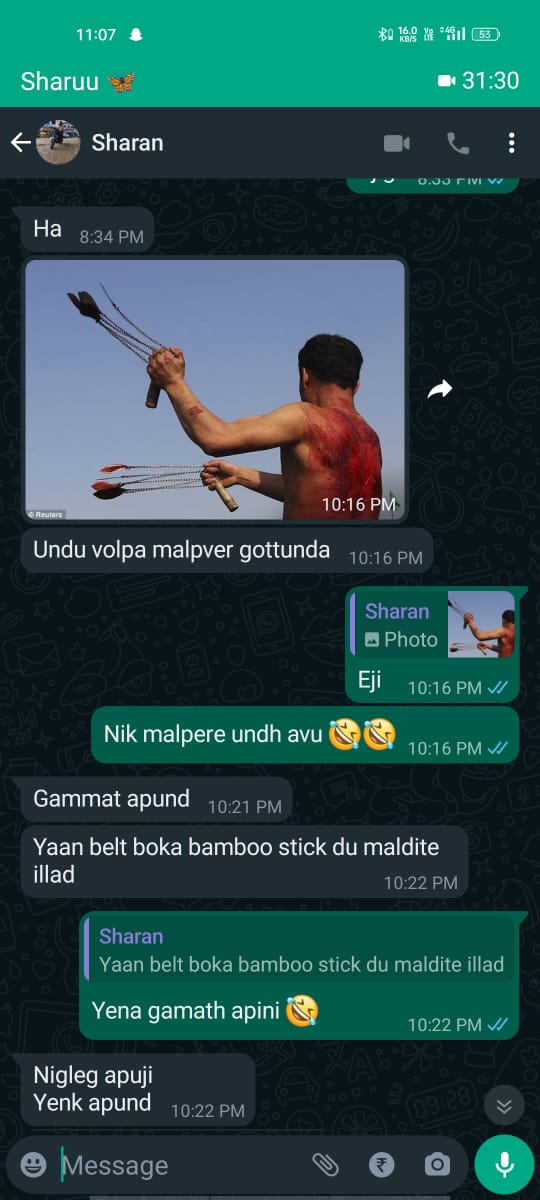 11:07
16.0
KB/S
Vo
LTE
4G
53
Sharuu
31:30
Sharan
8:33 PM
Ha
8:34 PM
© Reuters
10:16 PM
Undu volpa malpver gottunda
10:16 PM
Sharan
Photo
Eji
10:16 PM
Nik malpere undh avu 🤣🤣
10:16 PM
Gammat apund
10:21 PM
Yaan belt boka bamboo stick du maldite
illad
10:22 PM
Sharan
Yaan belt boka bamboo stick du maldite illad
Yena gamath apini 🤣
10:22 PM
Nigleg apuji
Yenk apund
10:22 PM
Message